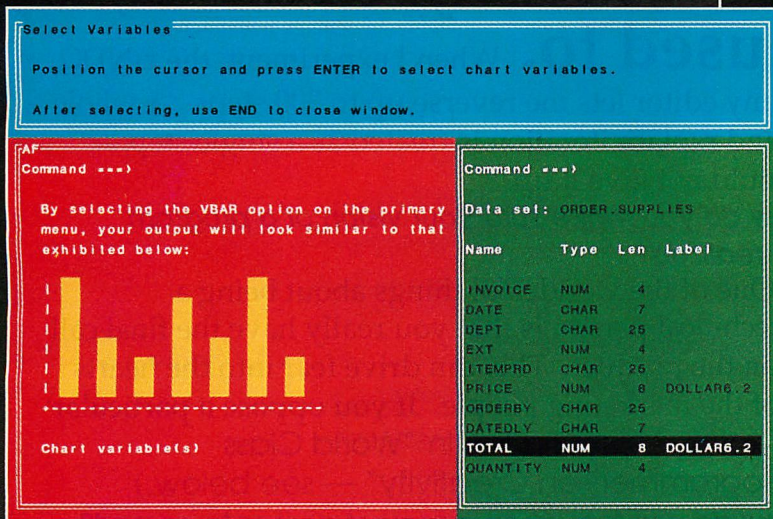 Select Variables
Position the cursor and press ENTER to select chart variables.
After selecting, use END to close window.
AF
Command ===>
By selecting the VBAR option on the primary
menu, your output will look similar to that
exhibited below:
Chart variable(s)
Command ===>
Data set: ORDER.SUPPLIES
Name Type Len Label
INVOICE NUM 4
DATE CHAR 7
DEPT CHAR 25
EXT NUM 4
ITEMPRD CHAR 25
PRICE NUM 8 DOLLAR6.2
ORDERBY CHAR 25
DATEDLY CHAR 7
TOTAL NUM 8 DOLLAR6.2
QUANTITY NUM 4